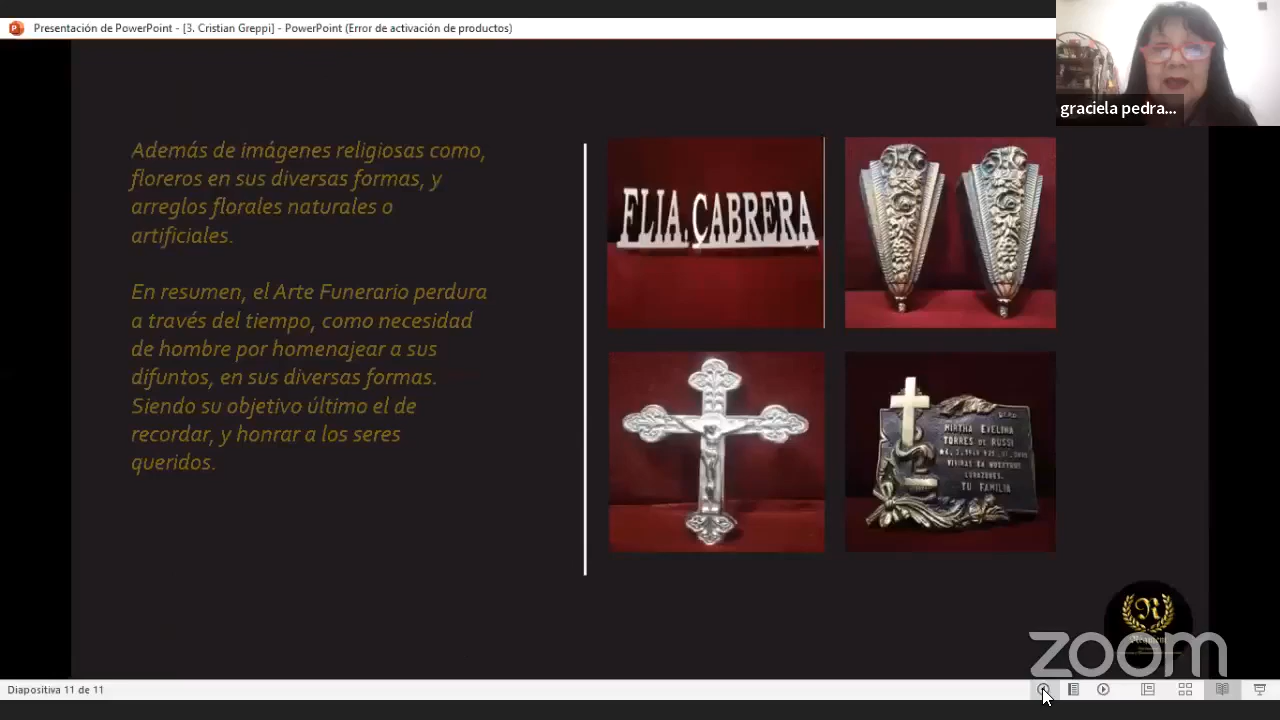 Presentación de PowerPoint - [3. Cristian Greppi] - PowerPoint (Error de activación de productos)
graciela pedra...
Además de imágenes religiosas como,
floreros en sus diversas formas, y
arreglos florales naturales o
artificiales.
En resumen, el Arte Funerario perdura
a través del tiempo, como necesidad
de hombre por homenajear a sus
difuntos, en sus diversas formas.
Siendo su objetivo último el de
recordar, y honrar a los seres
queridos.
FLIA. CABRERA
MIRTHA EVELINA
TORRES DE RUSSI
VIVIRAS EN NUESTROS
CORAZONES.
TU FAMILIA
R
Requiem
zoom
Diapositiva 11 de 11